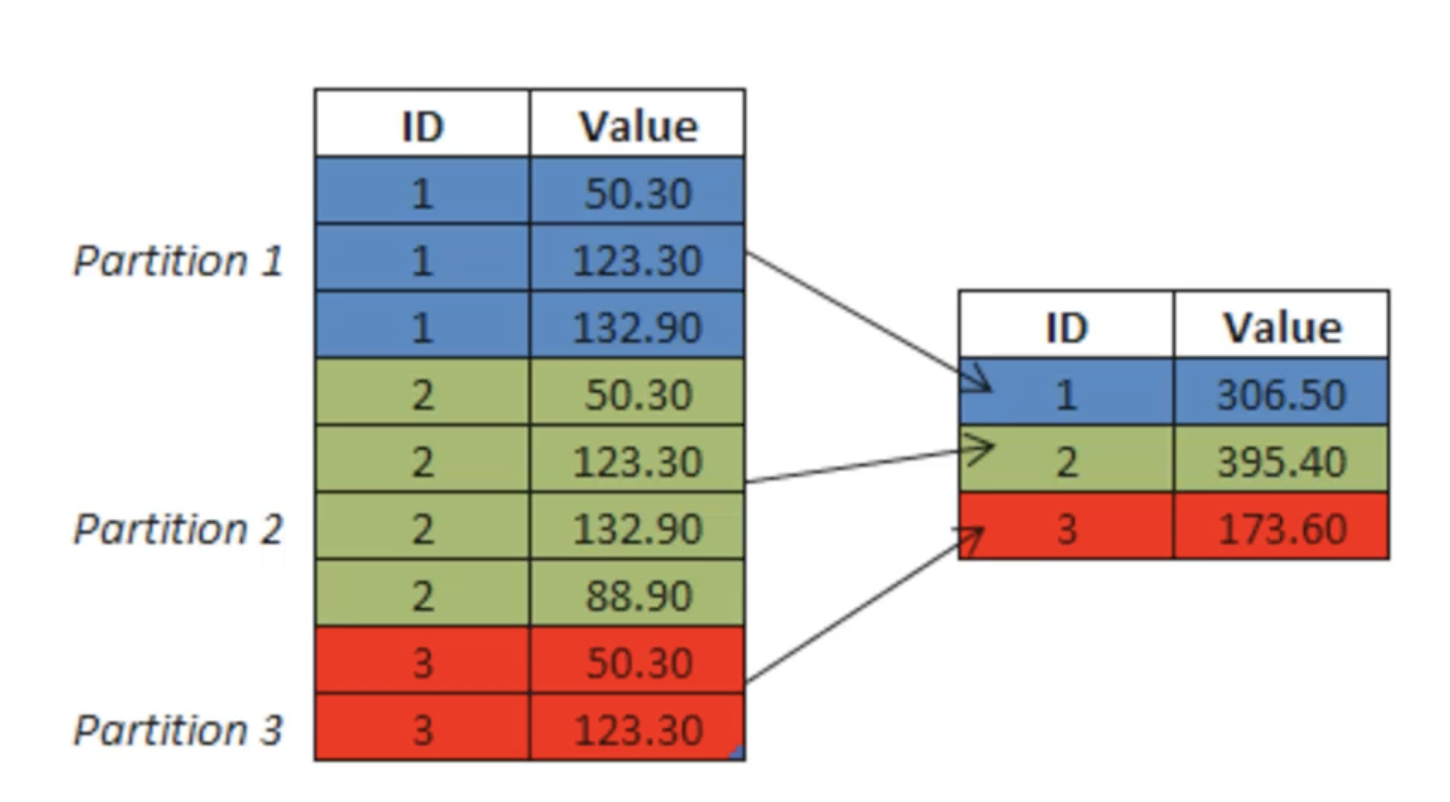 ID Value
1 50.30
Partition 1 1 123.30
1 132.90
2 50.30
2 123.30
Partition 2 2 132.90
2 88.90
3 50.30
Partition 3 3 123.30
ID Value
1 306.50
2 395.40
3 173.60